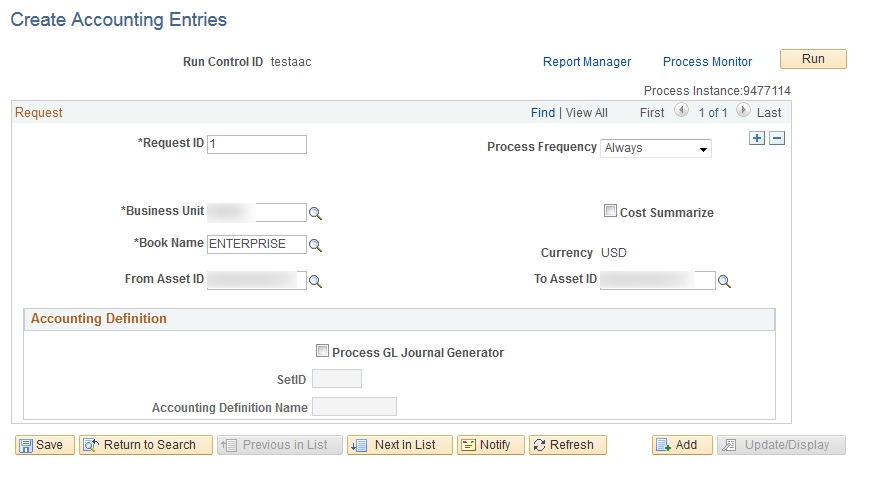 Create Accounting Entries
Run Control ID testaac Report Manager Process Monitor Run
Process Instance:9477114
Request Find | View All First 1 of 1 Last
*Request ID 1 Process Frequency Always
*Business Unit Cost Summarize
*Book Name ENTERPRISE
Currency USD
From Asset ID To Asset ID
Accounting Definition
Process GL Journal Generator
SetID
Accounting Definition Name
Save Return to Search Previous in List Next in List Notify Refresh Add Update/Display